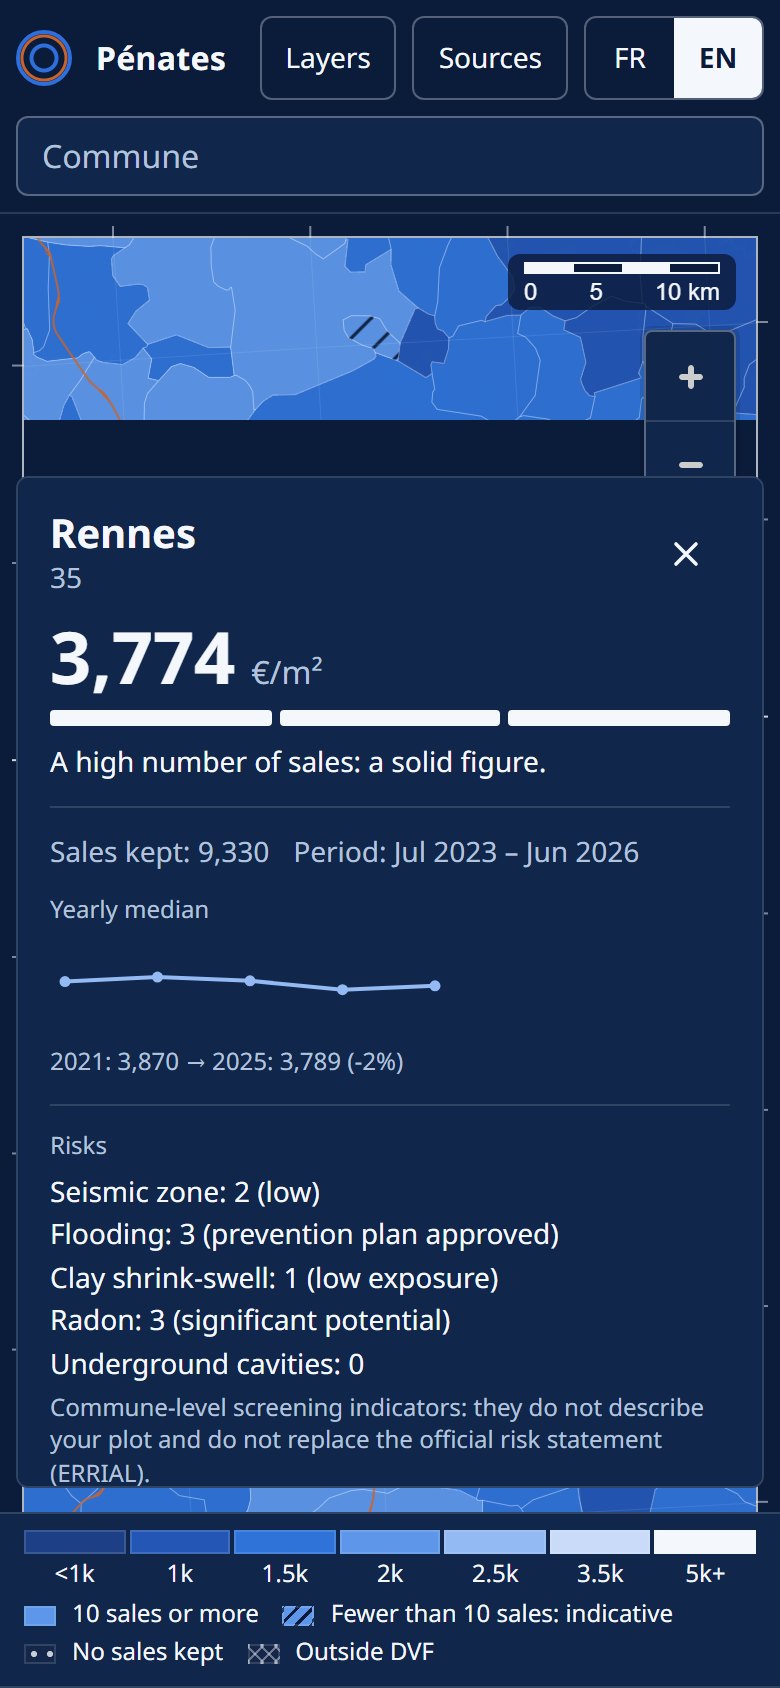 Pénates
Layers
Sources
FR
EN
Commune
0 5 10 km
+
−
Rennes
35
3,774 €/m²
A high number of sales: a solid figure.
Sales kept: 9,330 Period: Jul 2023 – Jun 2026
Yearly median
2021: 3,870 → 2025: 3,789 (-2%)
Risks
Seismic zone: 2 (low)
Flooding: 3 (prevention plan approved)
Clay shrink-swell: 1 (low exposure)
Radon: 3 (significant potential)
Underground cavities: 0
Commune-level screening indicators: they do not describe
your plot and do not replace the official risk statement
(ERRIAL).
<1k 1k 1.5k 2k 2.5k 3.5k 5k+
10 sales or more Fewer than 10 sales: indicative
No sales kept Outside DVF